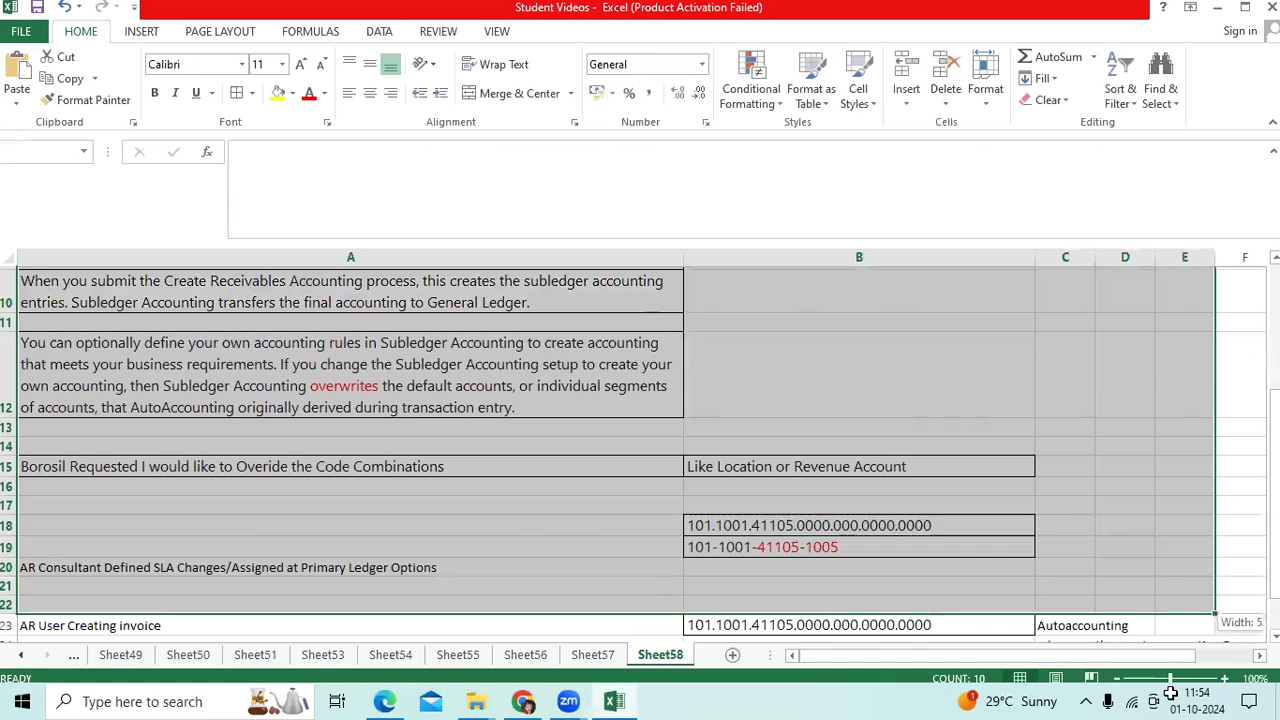 Student Videos -  Excel (Product Activation Failed)
FILE
HOME
INSERT
PAGE LAYOUT
FORMULAS
DATA
REVIEW
VIEW
Sign in
Paste
Cut
Copy
Format Painter
Clipboard
Calibri
11
Font
Wrap Text
Merge & Center
Alignment
General
Number
Conditional Formatting
Format as Table
Cell Styles
Styles
Insert
Delete
Format
Cells
AutoSum
Fill
Clear
Sort & Filter
Find & Select
Editing
A B C D E F
When you submit the Create Receivables Accounting process, this creates the subledger accounting
10 entries. Subledger Accounting transfers the final accounting to General Ledger.
11
You can optionally define your own accounting rules in Subledger Accounting to create accounting
that meets your business requirements. If you change the Subledger Accounting setup to create your
own accounting, then Subledger Accounting overwrites the default accounts, or individual segments
12 of accounts, that AutoAccounting originally derived during transaction entry.
13
14
15 Borosil Requested I would like to Overide the Code Combinations Like Location or Revenue Account
16
17
18 101.1001.41105.0000.000.0000.0000
19 101-1001-41105-1005
20 AR Consultant Defined SLA Changes/Assigned at Primary Ledger Options
21
22
23 AR User Creating invoice 101.1001.41105.0000.000.0000.0000 Autoaccounting
Width: 5
... Sheet49 Sheet50 Sheet51 Sheet53 Sheet54 Sheet55 Sheet56 Sheet57 Sheet58
READY
COUNT: 10
100%
Type here to search
1
29°C Sunny
11:54
01-10-2024